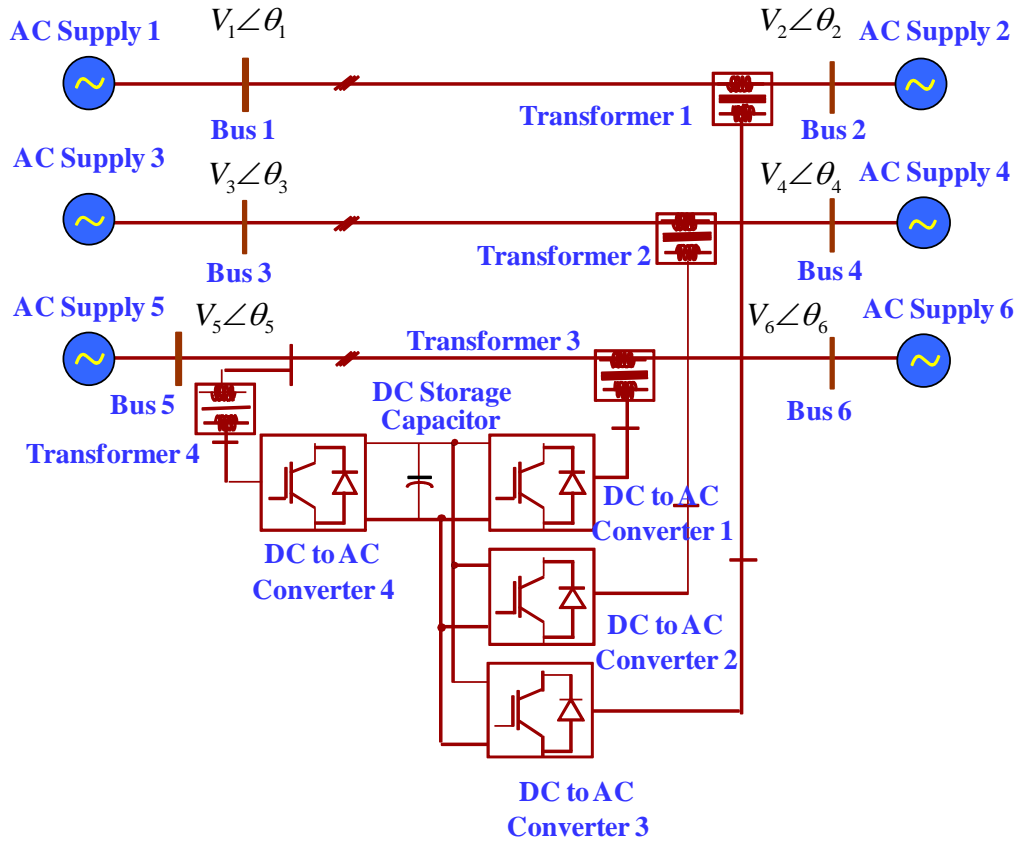 AC Supply 1
V₁∠θ₁
V₂∠θ₂
AC Supply 2
Transformer 1
Bus 1
Bus 2
AC Supply 3
V₃∠θ₃
V₄∠θ₄
AC Supply 4
Transformer 2
Bus 3
Bus 4
AC Supply 5
V₅∠θ₅
V₆∠θ₆
AC Supply 6
Transformer 3
Bus 5
DC Storage
Capacitor
Bus 6
Transformer 4
DC to AC
Converter 1
DC to AC
Converter 4
DC to AC
Converter 2
DC to AC
Converter 3